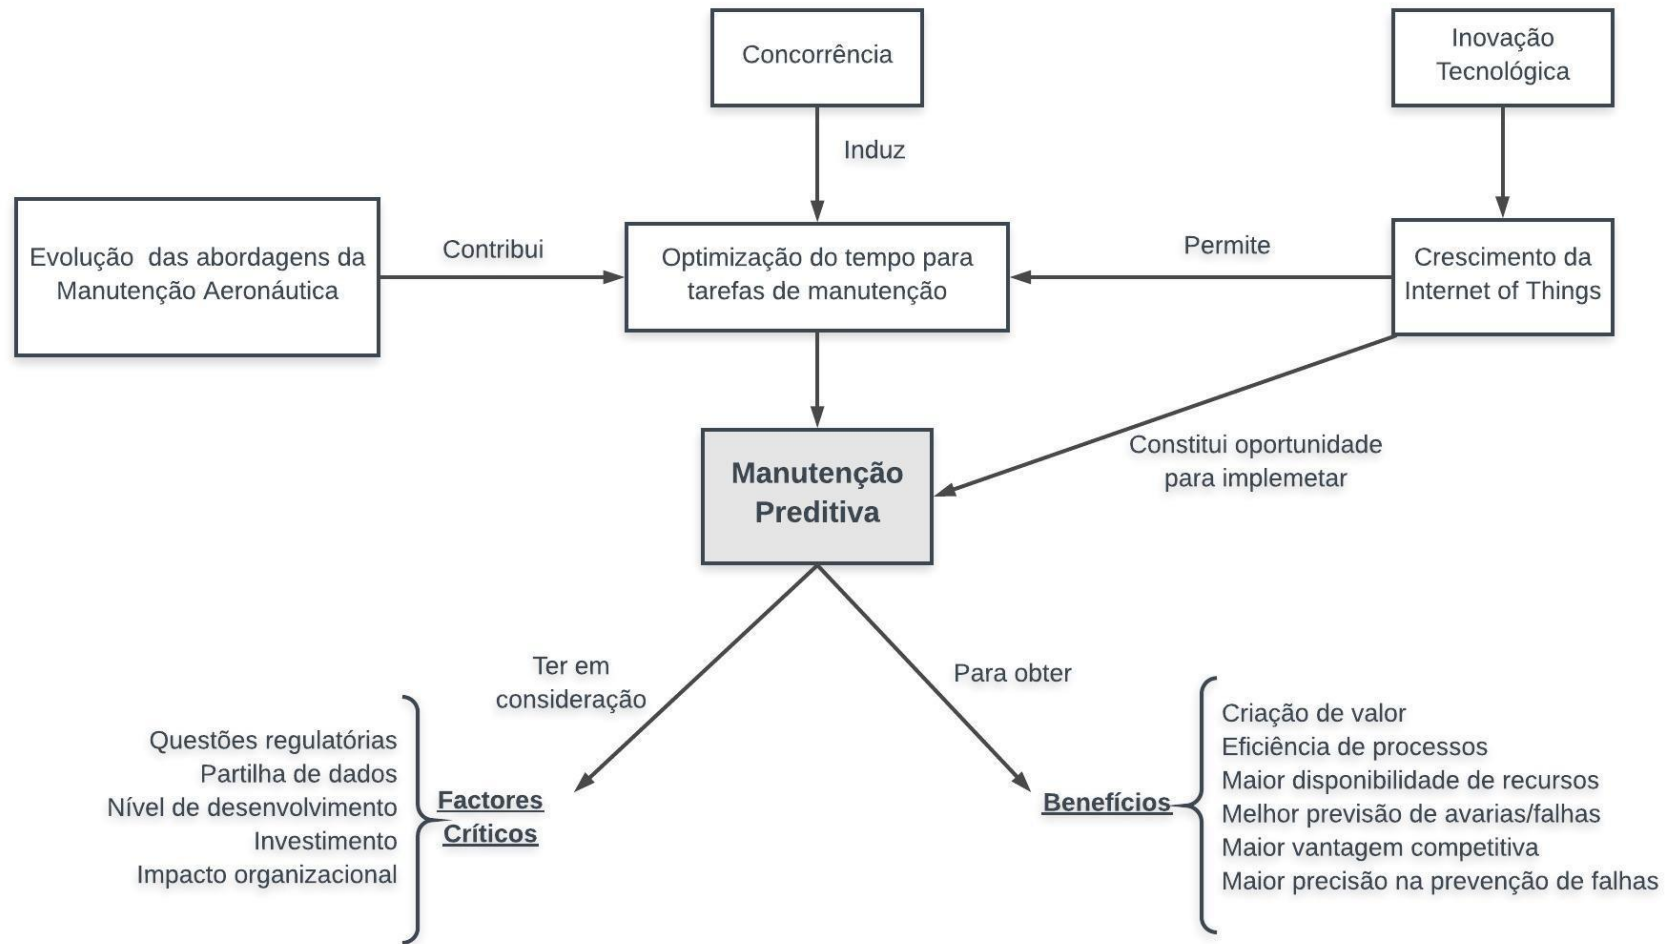 Concorrência
Inovação
Tecnológica
Induz
Evolução  das abordagens da
Manutenção Aeronáutica
Contribui
Optimização do tempo para
tarefas de manutenção
Permite
Crescimento da
Internet of Things
Manutenção
Preditiva
Constitui oportunidade
para implemetar
Ter em
consideração
Para obter
Questões regulatórias
Partilha de dados
Nível de desenvolvimento
Investimento
Impacto organizacional
Factores
Críticos
Benefícios
Criação de valor
Eficiência de processos
Maior disponibilidade de recursos
Melhor previsão de avarias/falhas
Maior vantagem competitiva
Maior precisão na prevenção de falhas